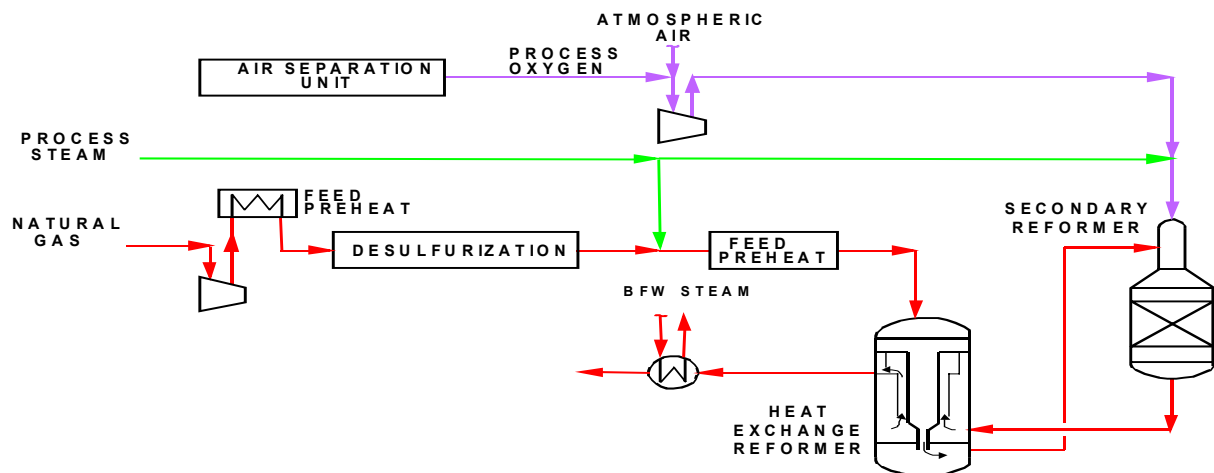 ATMOSPHERIC
AIR
PROCESS
OXYGEN
AIR SEPARATION
UNIT
PROCESS
STEAM
FEED
PREHEAT
NATURAL
GAS
SECONDARY
REFORMER
DESULFURIZATION
FEED
PREHEAT
BFW STEAM
HEAT
EXCHANGE
REFORMER